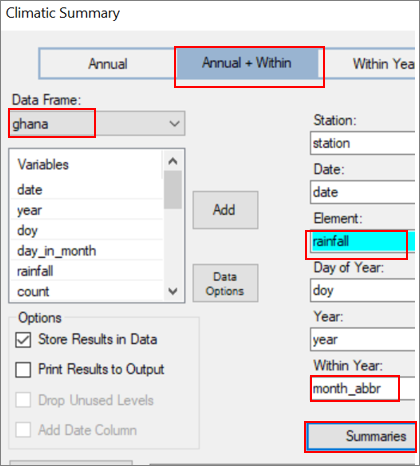 Climatic Summary
Annual
Annual + Within
Within Yea
Data Frame:
ghana
Variables
date
year
doy
day_in_month
rainfall
count
Add
Data
Options
Station:
station
Date:
date
Element:
rainfall
Day of Year:
doy
Year:
year
Within Year:
month_abbr
Summaries
Options
Store Results in Data
Print Results to Output
Drop Unused Levels
Add Date Column